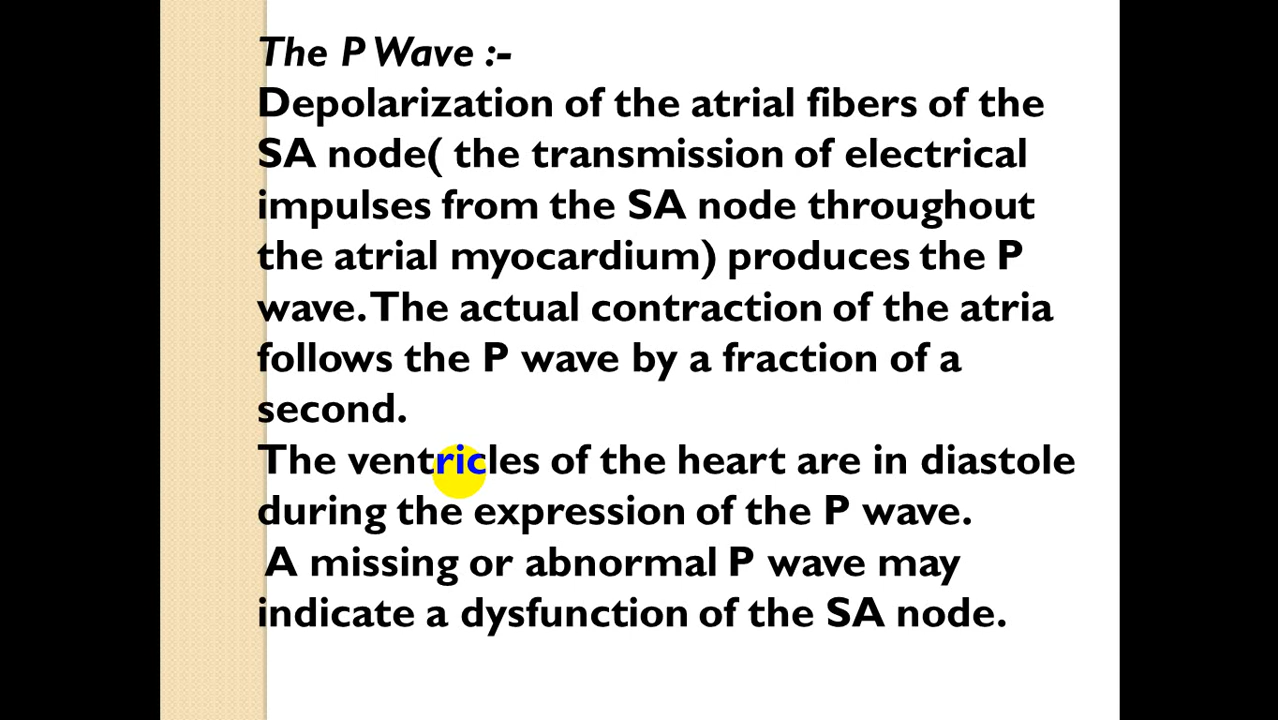 The P Wave :-
Depolarization of the atrial fibers of the
SA node( the transmission of electrical
impulses from the SA node throughout
the atrial myocardium) produces the P
wave. The actual contraction of the atria
follows the P wave by a fraction of a
second.
The ventricles of the heart are in diastole
during the expression of the P wave.
A missing or abnormal P wave may
indicate a dysfunction of the SA node.